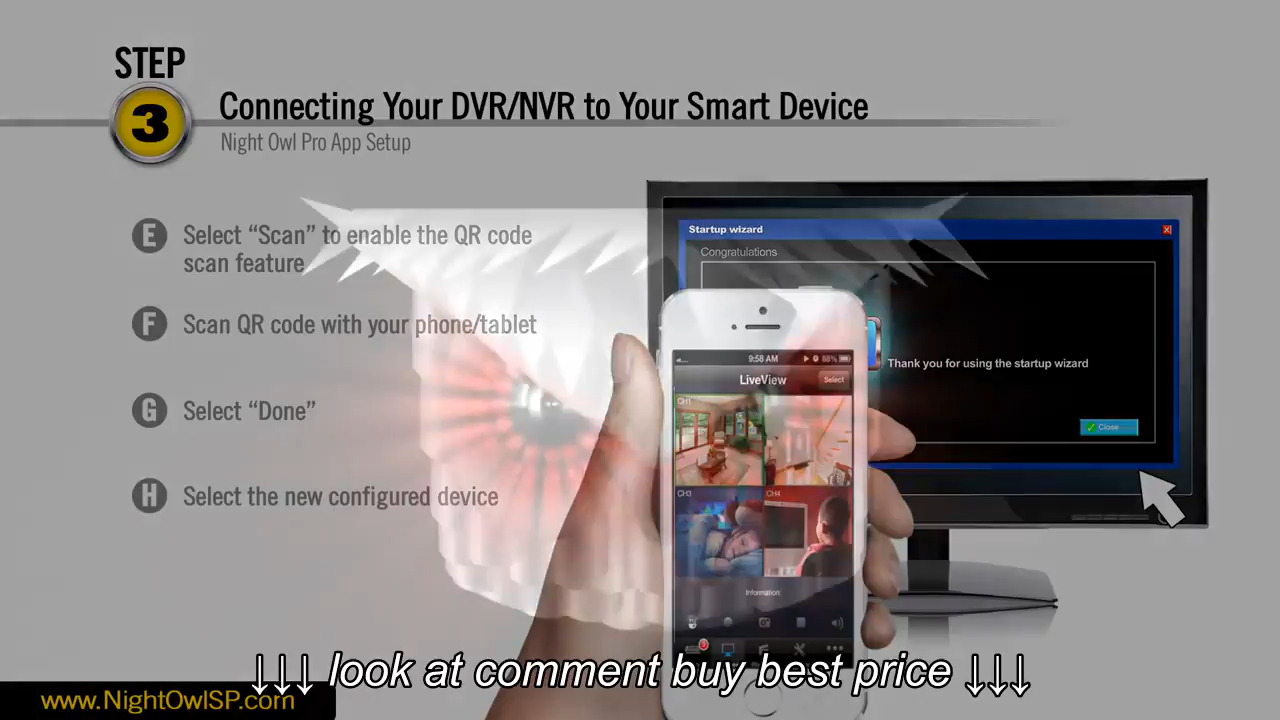 STEP
3
Connecting Your DVR/NVR to Your Smart Device
Night Owl Pro App Setup
E Select “Scan” to enable the QR code
scan feature
F Scan QR code with your phone/tablet
G Select “Done”
H Select the new configured device
Startup wizard
Congratulations
Thank you for using the startup wizard
Close
9:58 AM
88%
LiveView
Select
CH1
CH3
CH4
Information:
↓↓↓ look at comment buy best price ↓↓↓
www.NightOwlSP.com